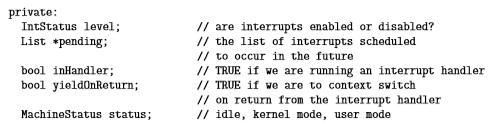 private:
IntStatus level; // are interrupts enabled or disabled?
List *pending; // the list of interrupts scheduled
// to occur in the future
bool inHandler; // TRUE if we are running an interrupt handler
bool yieldOnReturn; // TRUE if we are to context switch
// on return from the interrupt handler
MachineStatus status; // idle, kernel mode, user mode